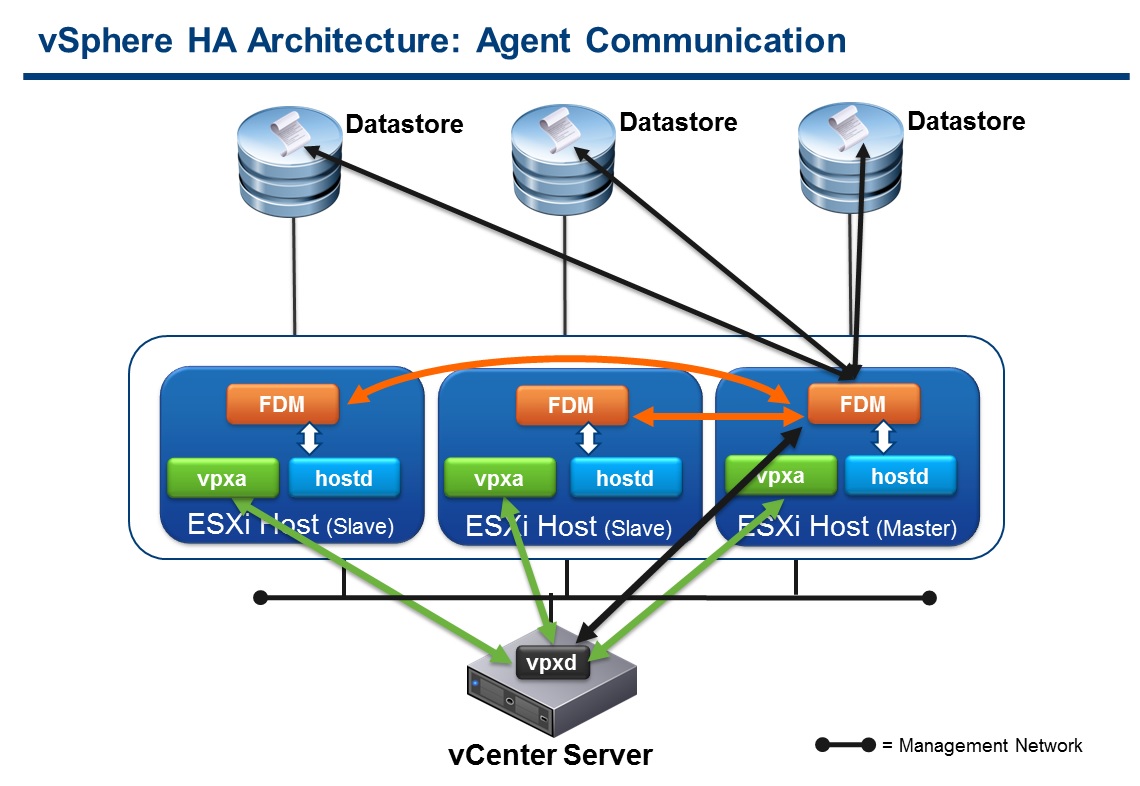 vSphere HA Architecture: Agent Communication
Datastore
Datastore
Datastore
FDM
FDM
FDM
vpxa
hostd
vpxa
hostd
vpxa
hostd
ESXi Host (Slave)
ESXi Host (Slave)
ESXi Host (Master)
vpxd
vCenter Server
= Management Network